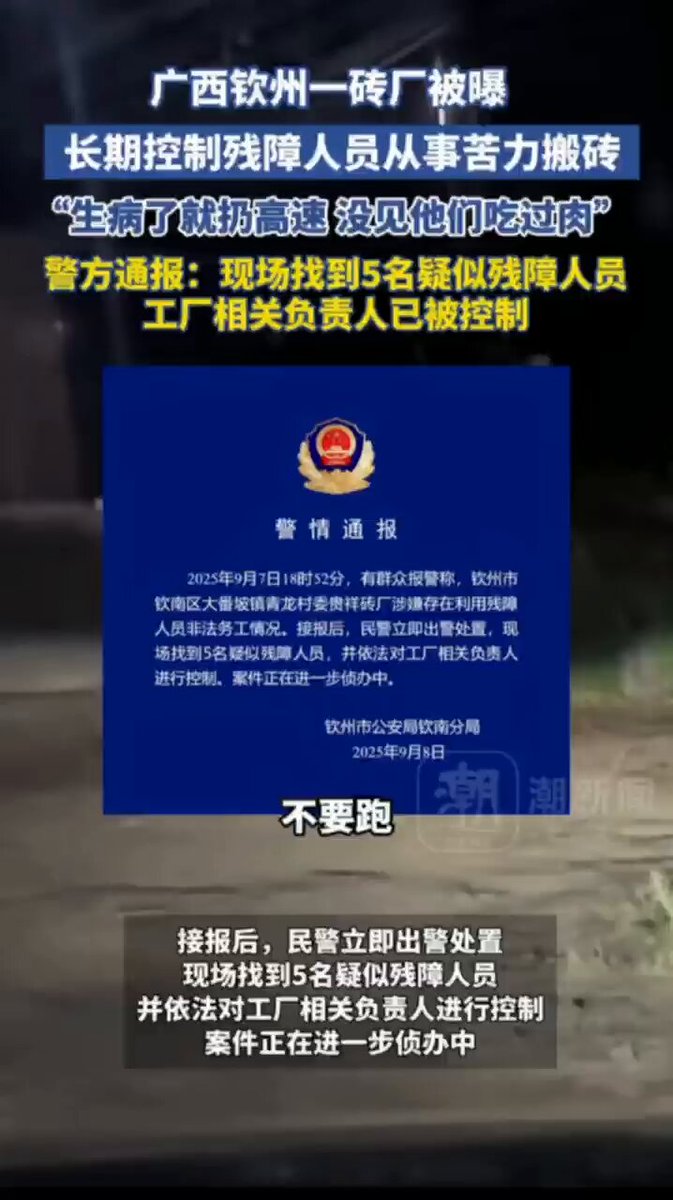 广西钦州一砖厂被曝
长期控制残障人员从事苦力搬砖
“生病了就扔高速 没见他们吃过肉”
警方通报：现场找到5名疑似残障人员
工厂相关负责人已被控制
警情通报
2025年9月7日18时52分，有群众报警称，钦州市
钦南区大番坡镇青龙村委贵祥砖厂涉嫌存在利用残障
人员非法务工情况。接报后，民警立即出警处置，现
场找到5名疑似残障人员，并依法对工厂相关负责人
进行控制。案件正在进一步侦办中。
钦州市公安局钦南分局
2025年9月8日
潮 潮新闻
不要跑
接报后，民警立即出警处置
现场找到5名疑似残障人员
并依法对工厂相关负责人进行控制
案件正在进一步侦办中